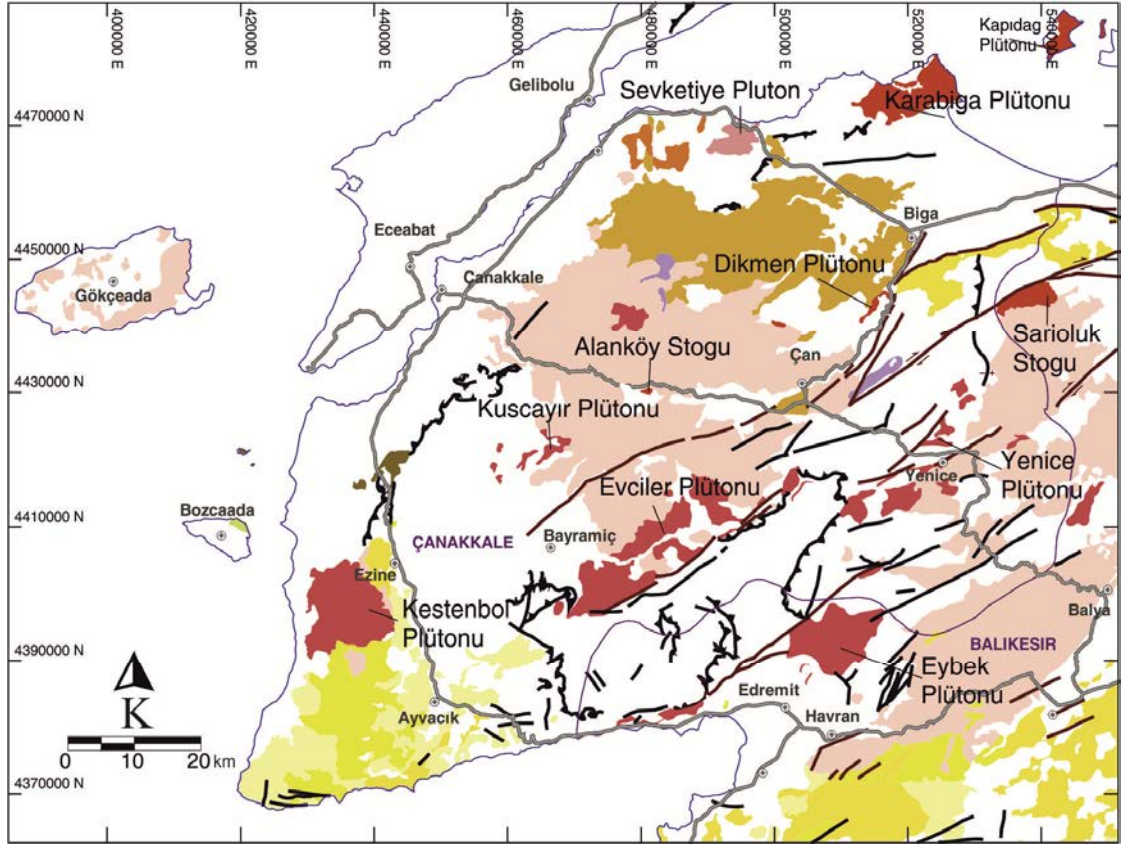 400000 E
420000 E
440000 E
460000 E
480000 E
500000 E
520000 E
540000 E
Kapıdag
Plütonu
Gelibolu
Sevketiye Pluton
Karabiga Plütonu
4470000 N
Eceabat
Biga
4450000 N
Çanakkale
Dikmen Plütonu
Gökçeada
Sarioluk
Stogu
Alanköy Stogu
Çan
4430000 N
Kuscayır Plütonu
Yenice
Plütonu
Yenice
Evciler Plütonu
4410000 N
Bozcaada
ÇANAKKALE
Bayramiç
Ezine
Kestenbol
Plütonu
Balya
BALIKESIR
4390000 N
Eybek
Plütonu
K
Ayvacık
Edremit
Havran
0 10 20 km
4370000 N